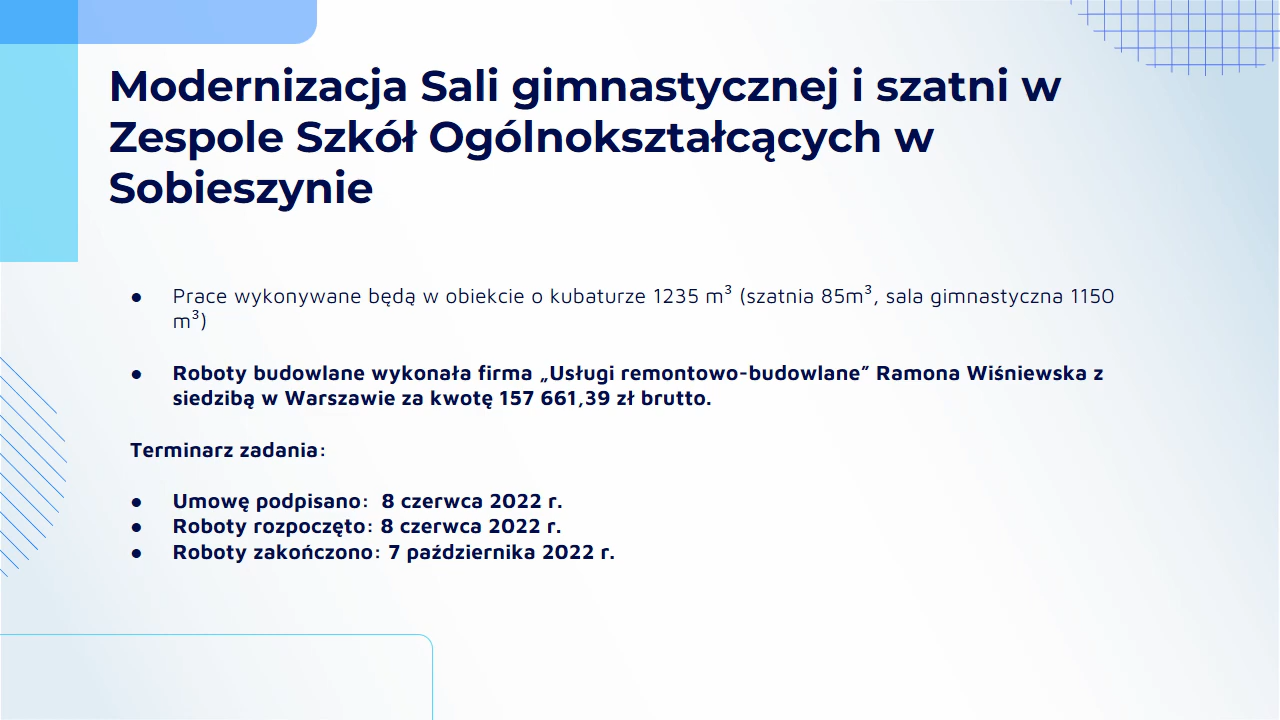 Modernizacja Sali gimnastycznej i szatni w
Zespole Szkół Ogólnokształcących w
Sobieszynie
● Prace wykonywane będą w obiekcie o kubaturze 1235 m³ (szatnia 85m³, sala gimnastyczna 1150
m³)
● Roboty budowlane wykonała firma „Usługi remontowo-budowlane” Ramona Wiśniewska z
siedzibą w Warszawie za kwotę 157 661,39 zł brutto.
Terminarz zadania:
● Umowę podpisano:  8 czerwca 2022 r.
● Roboty rozpoczęto: 8 czerwca 2022 r.
● Roboty zakończono: 7 października 2022 r.